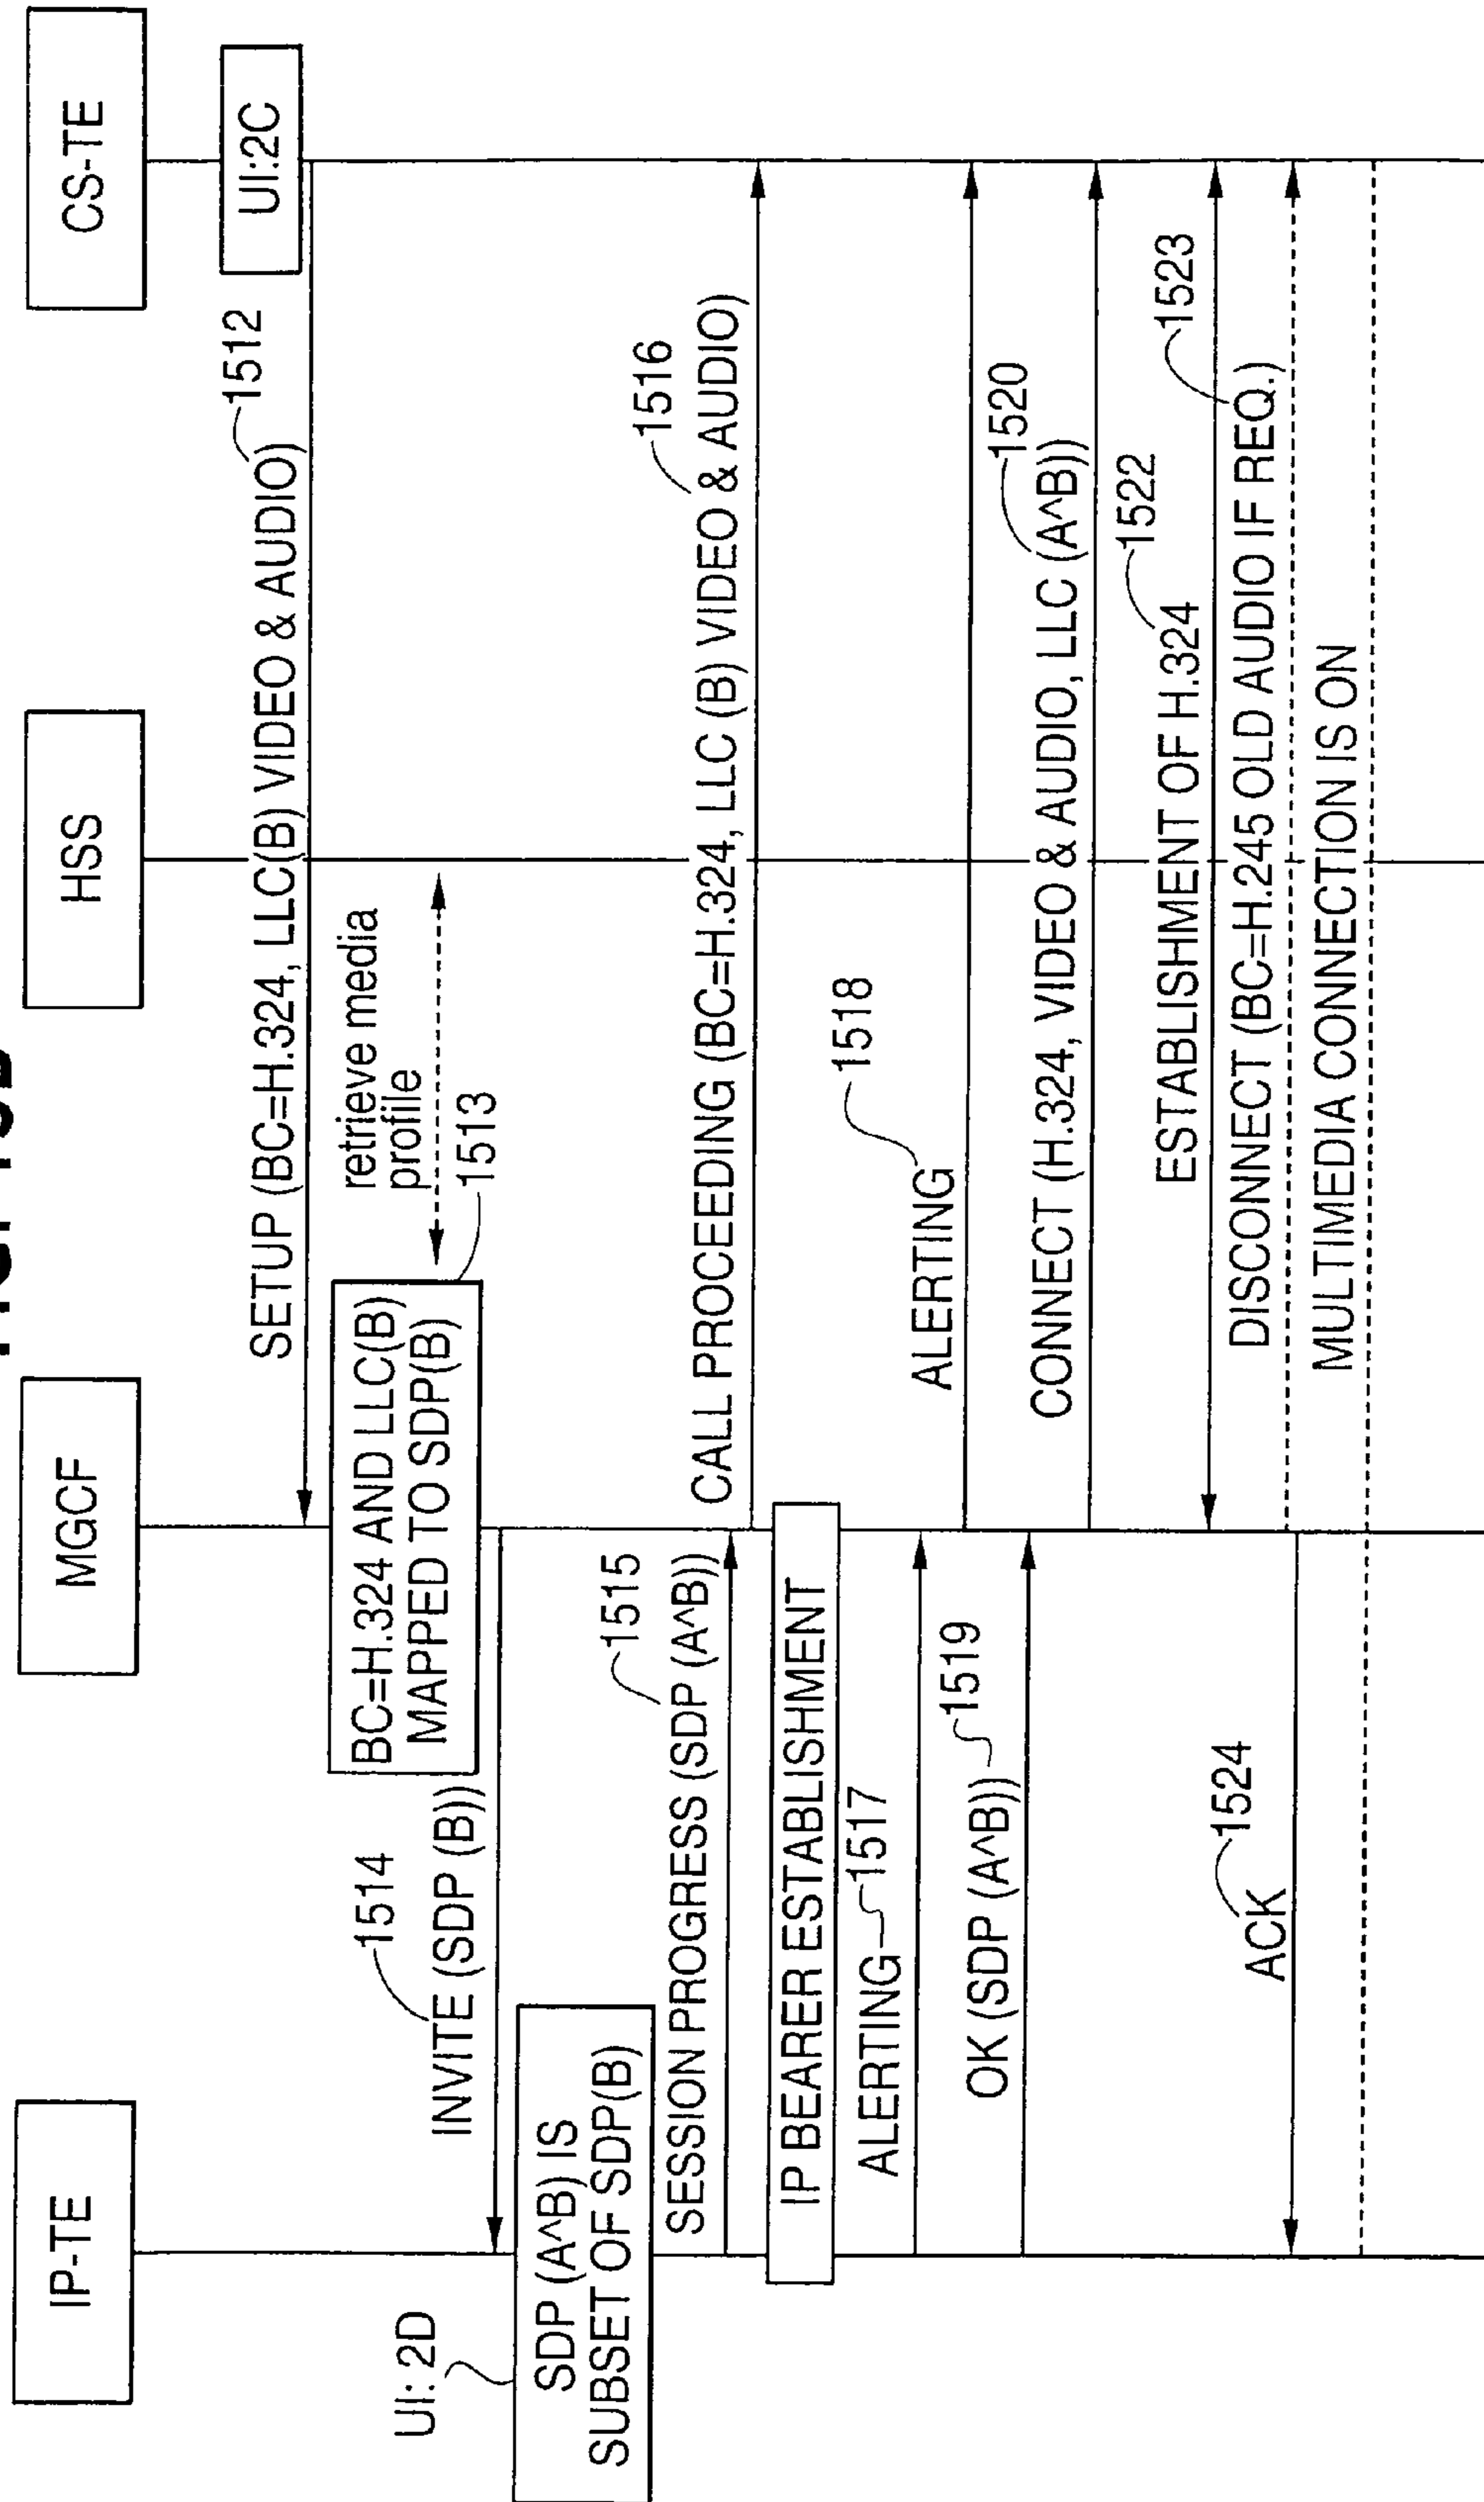 IP-TE
MGCF
HSS
CS-TE
UI:2C
1512
SETUP (BC=H.324, LLC(B) VIDEO & AUDIO)
retrieve media
profile
1513
BC=H.324 AND LLC(B)
MAPPED TO SDP(B)
1514
INVITE (SDP (B))
UI: 2D
SDP (A^B) IS
SUBSET OF SDP(B)
1515
SESSION PROGRESS (SDP (A^B))
1516
CALL PROCEEDING (BC=H.324, LLC (B) VIDEO & AUDIO)
IP BEARER ESTABLISHMENT
ALERTING
1517
1518
ALERTING
1519
OK (SDP (A^B))
1520
CONNECT (H.324, VIDEO & AUDIO, LLC (A^B))
1522
ESTABLISHMENT OF H.324
1523
DISCONNECT (BC=H.245 OLD AUDIO IF REQ.)
1524
ACK
MULTIMEDIA CONNECTION IS ON